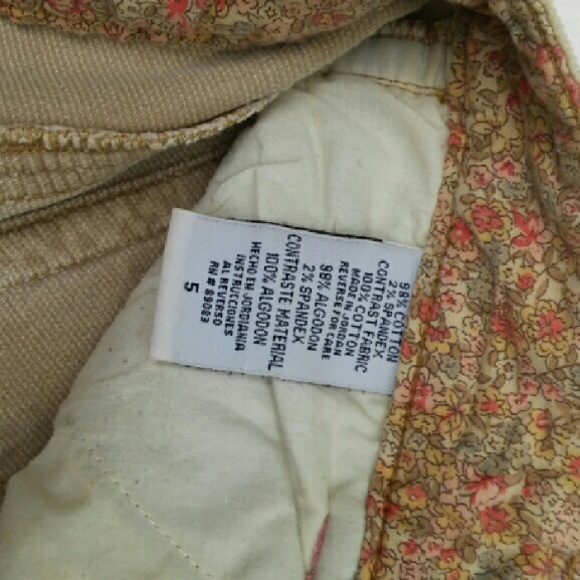 98% COTTON
2% SPANDEX
CONTRAST FABRIC
100% COTTON
MADE IN JORDAN
REVERSE FOR CARE
98% ALGODON
2% SPANDEX
CONTRASTE MATERIAL
100% ALGODON
HECHO EN JORDIANIA
INSTRUCCIONES
AL REVERSO
RN# 89083
5